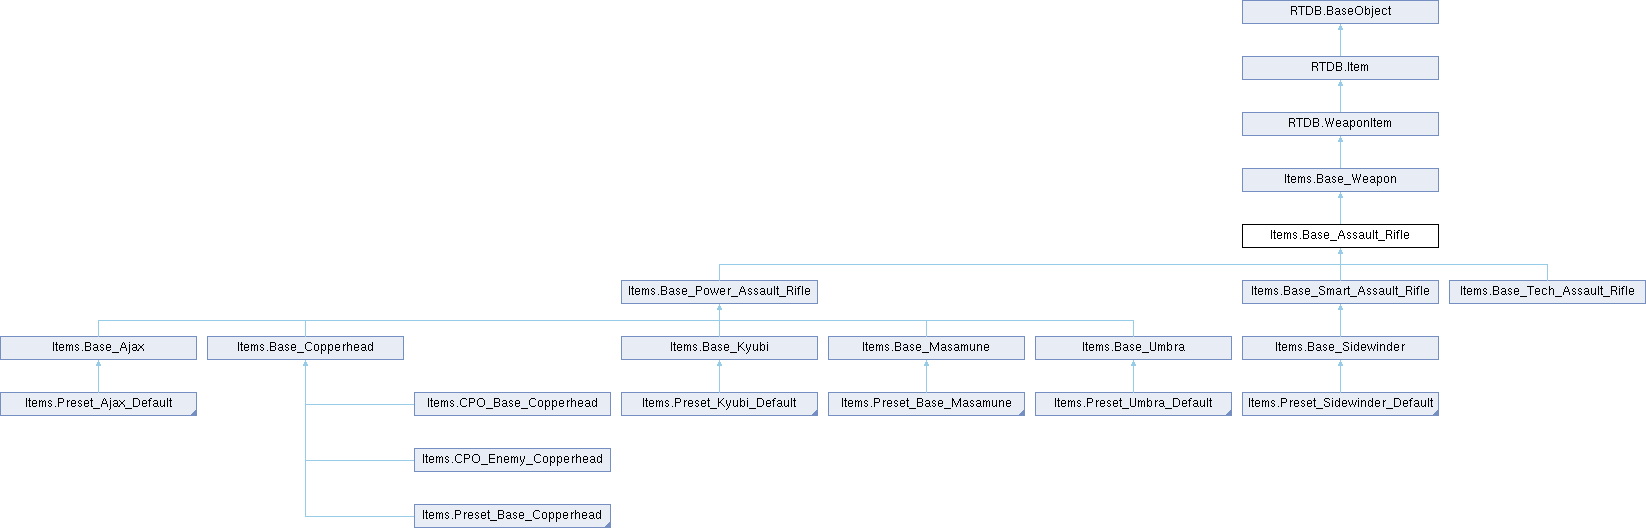 RTDB.BaseObject
RTDB.Item
RTDB.WeaponItem
Items.Base_Weapon
Items.Base_Assault_Rifle
Items.Base_Power_Assault_Rifle
Items.Base_Smart_Assault_Rifle
Items.Base_Tech_Assault_Rifle
Items.Base_Ajax
Items.Base_Copperhead
Items.Base_Kyubi
Items.Base_Masamune
Items.Base_Umbra
Items.Base_Sidewinder
Items.Preset_Ajax_Default
Items.CPO_Base_Copperhead
Items.Preset_Kyubi_Default
Items.Preset_Base_Masamune
Items.Preset_Umbra_Default
Items.Preset_Sidewinder_Default
Items.CPO_Enemy_Copperhead
Items.Preset_Base_Copperhead